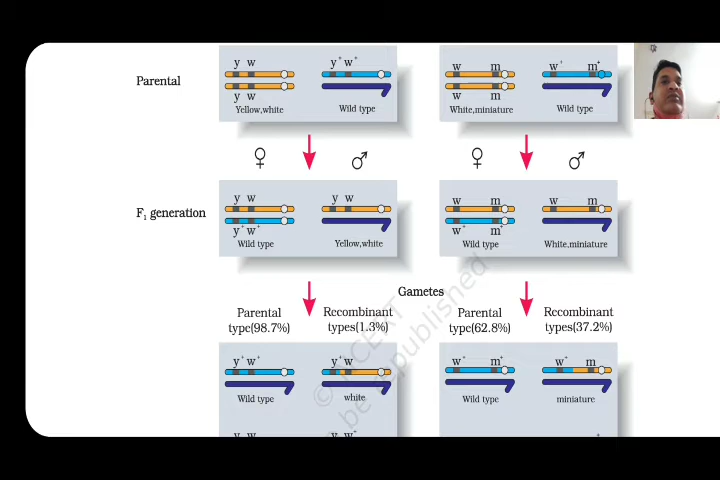 y w
y⁺ w⁺
w m
w⁺ m⁺
Parental
y w
w m
Yellow,white
Wild type
White,miniature
Wild type
♀ ♂ ♀ ♂
y w
y w
w m
w m
F₁ generation
y⁺ w⁺
w⁺ m⁺
Wild type
Yellow,white
Wild type
White,miniature
Gametes
Parental
type(98.7%)
Recombinant
types(1.3%)
Parental
type(62.8%)
Recombinant
types(37.2%)
y⁺ w⁺
y⁺ w
w⁺ m⁺
w⁺ m
Wild type
white
Wild type
miniature
y w
y w⁺
be republished